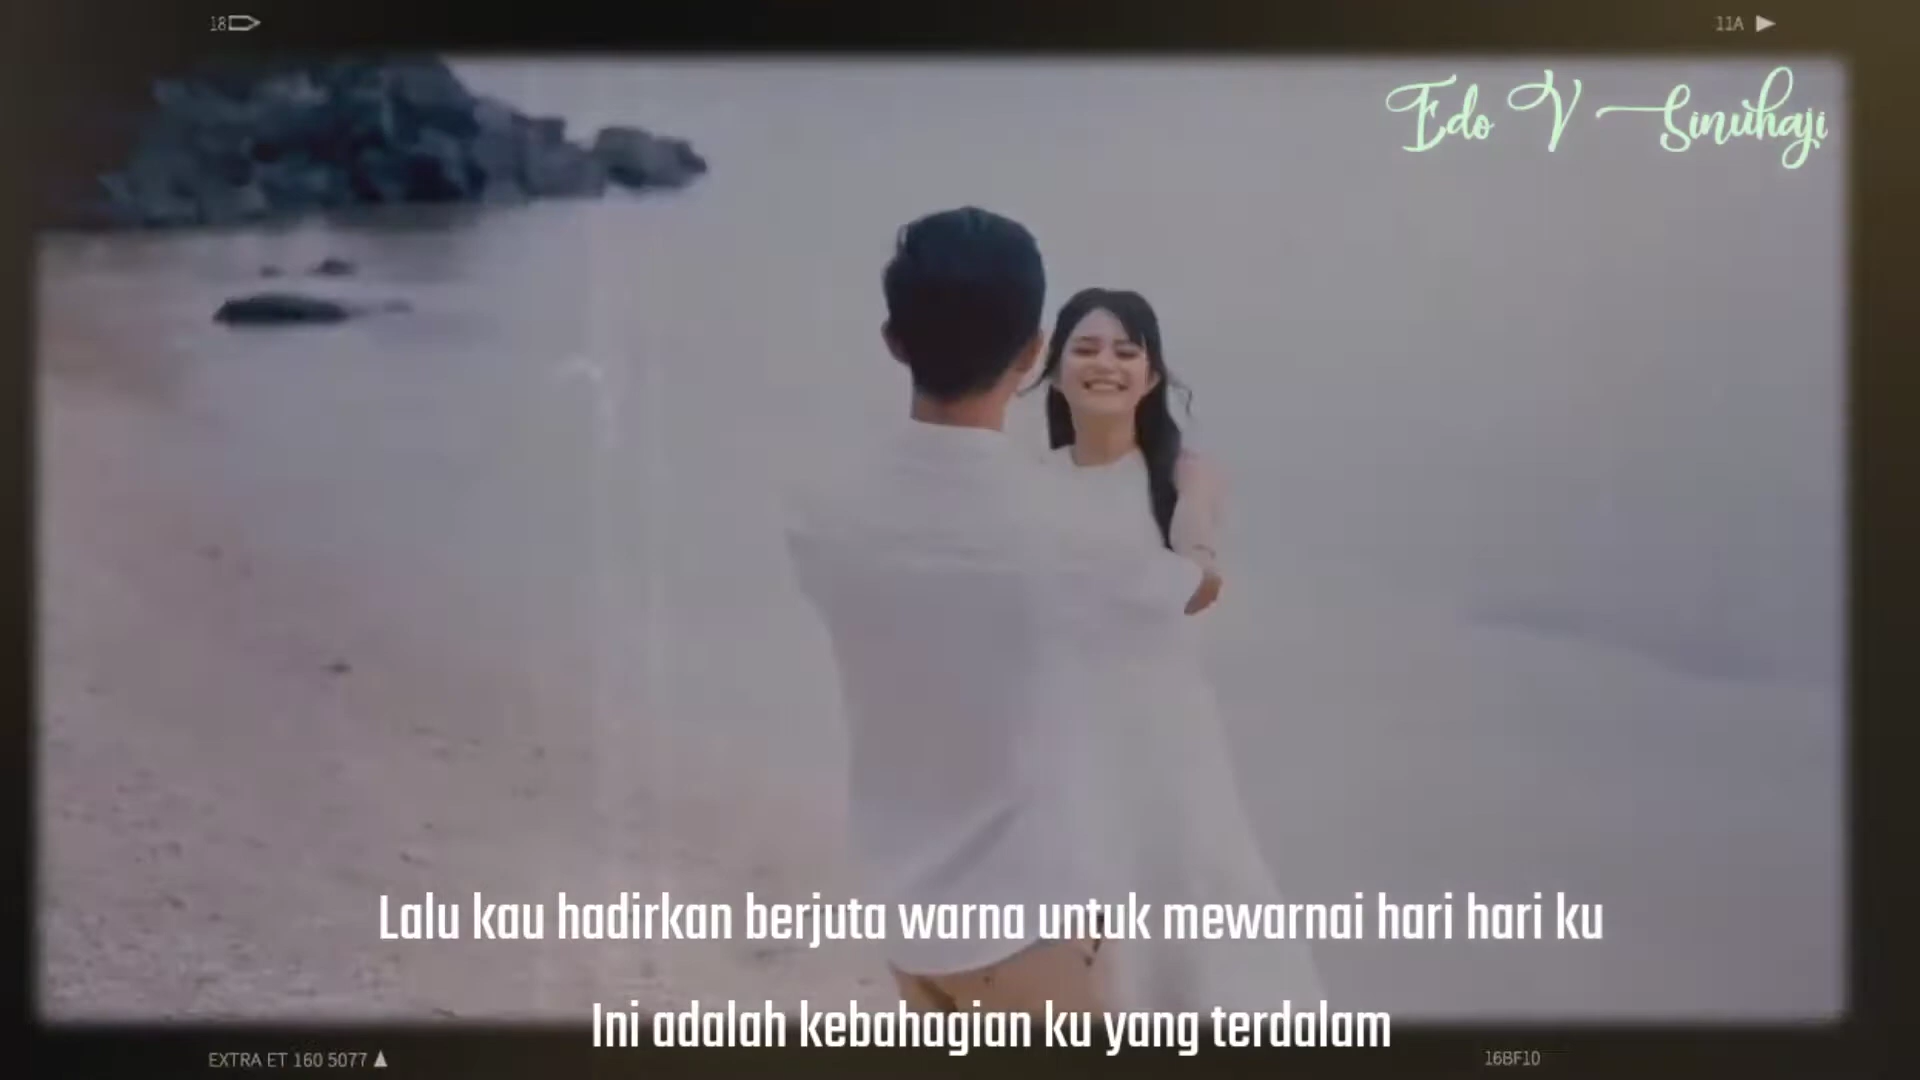 18
11A
Edo V Sinuhaji
Lalu kau hadirkan berjuta warna untuk mewarnai hari hari ku
Ini adalah kebahagian ku yang terdalam
EXTRA ET 160 5077
16BF10